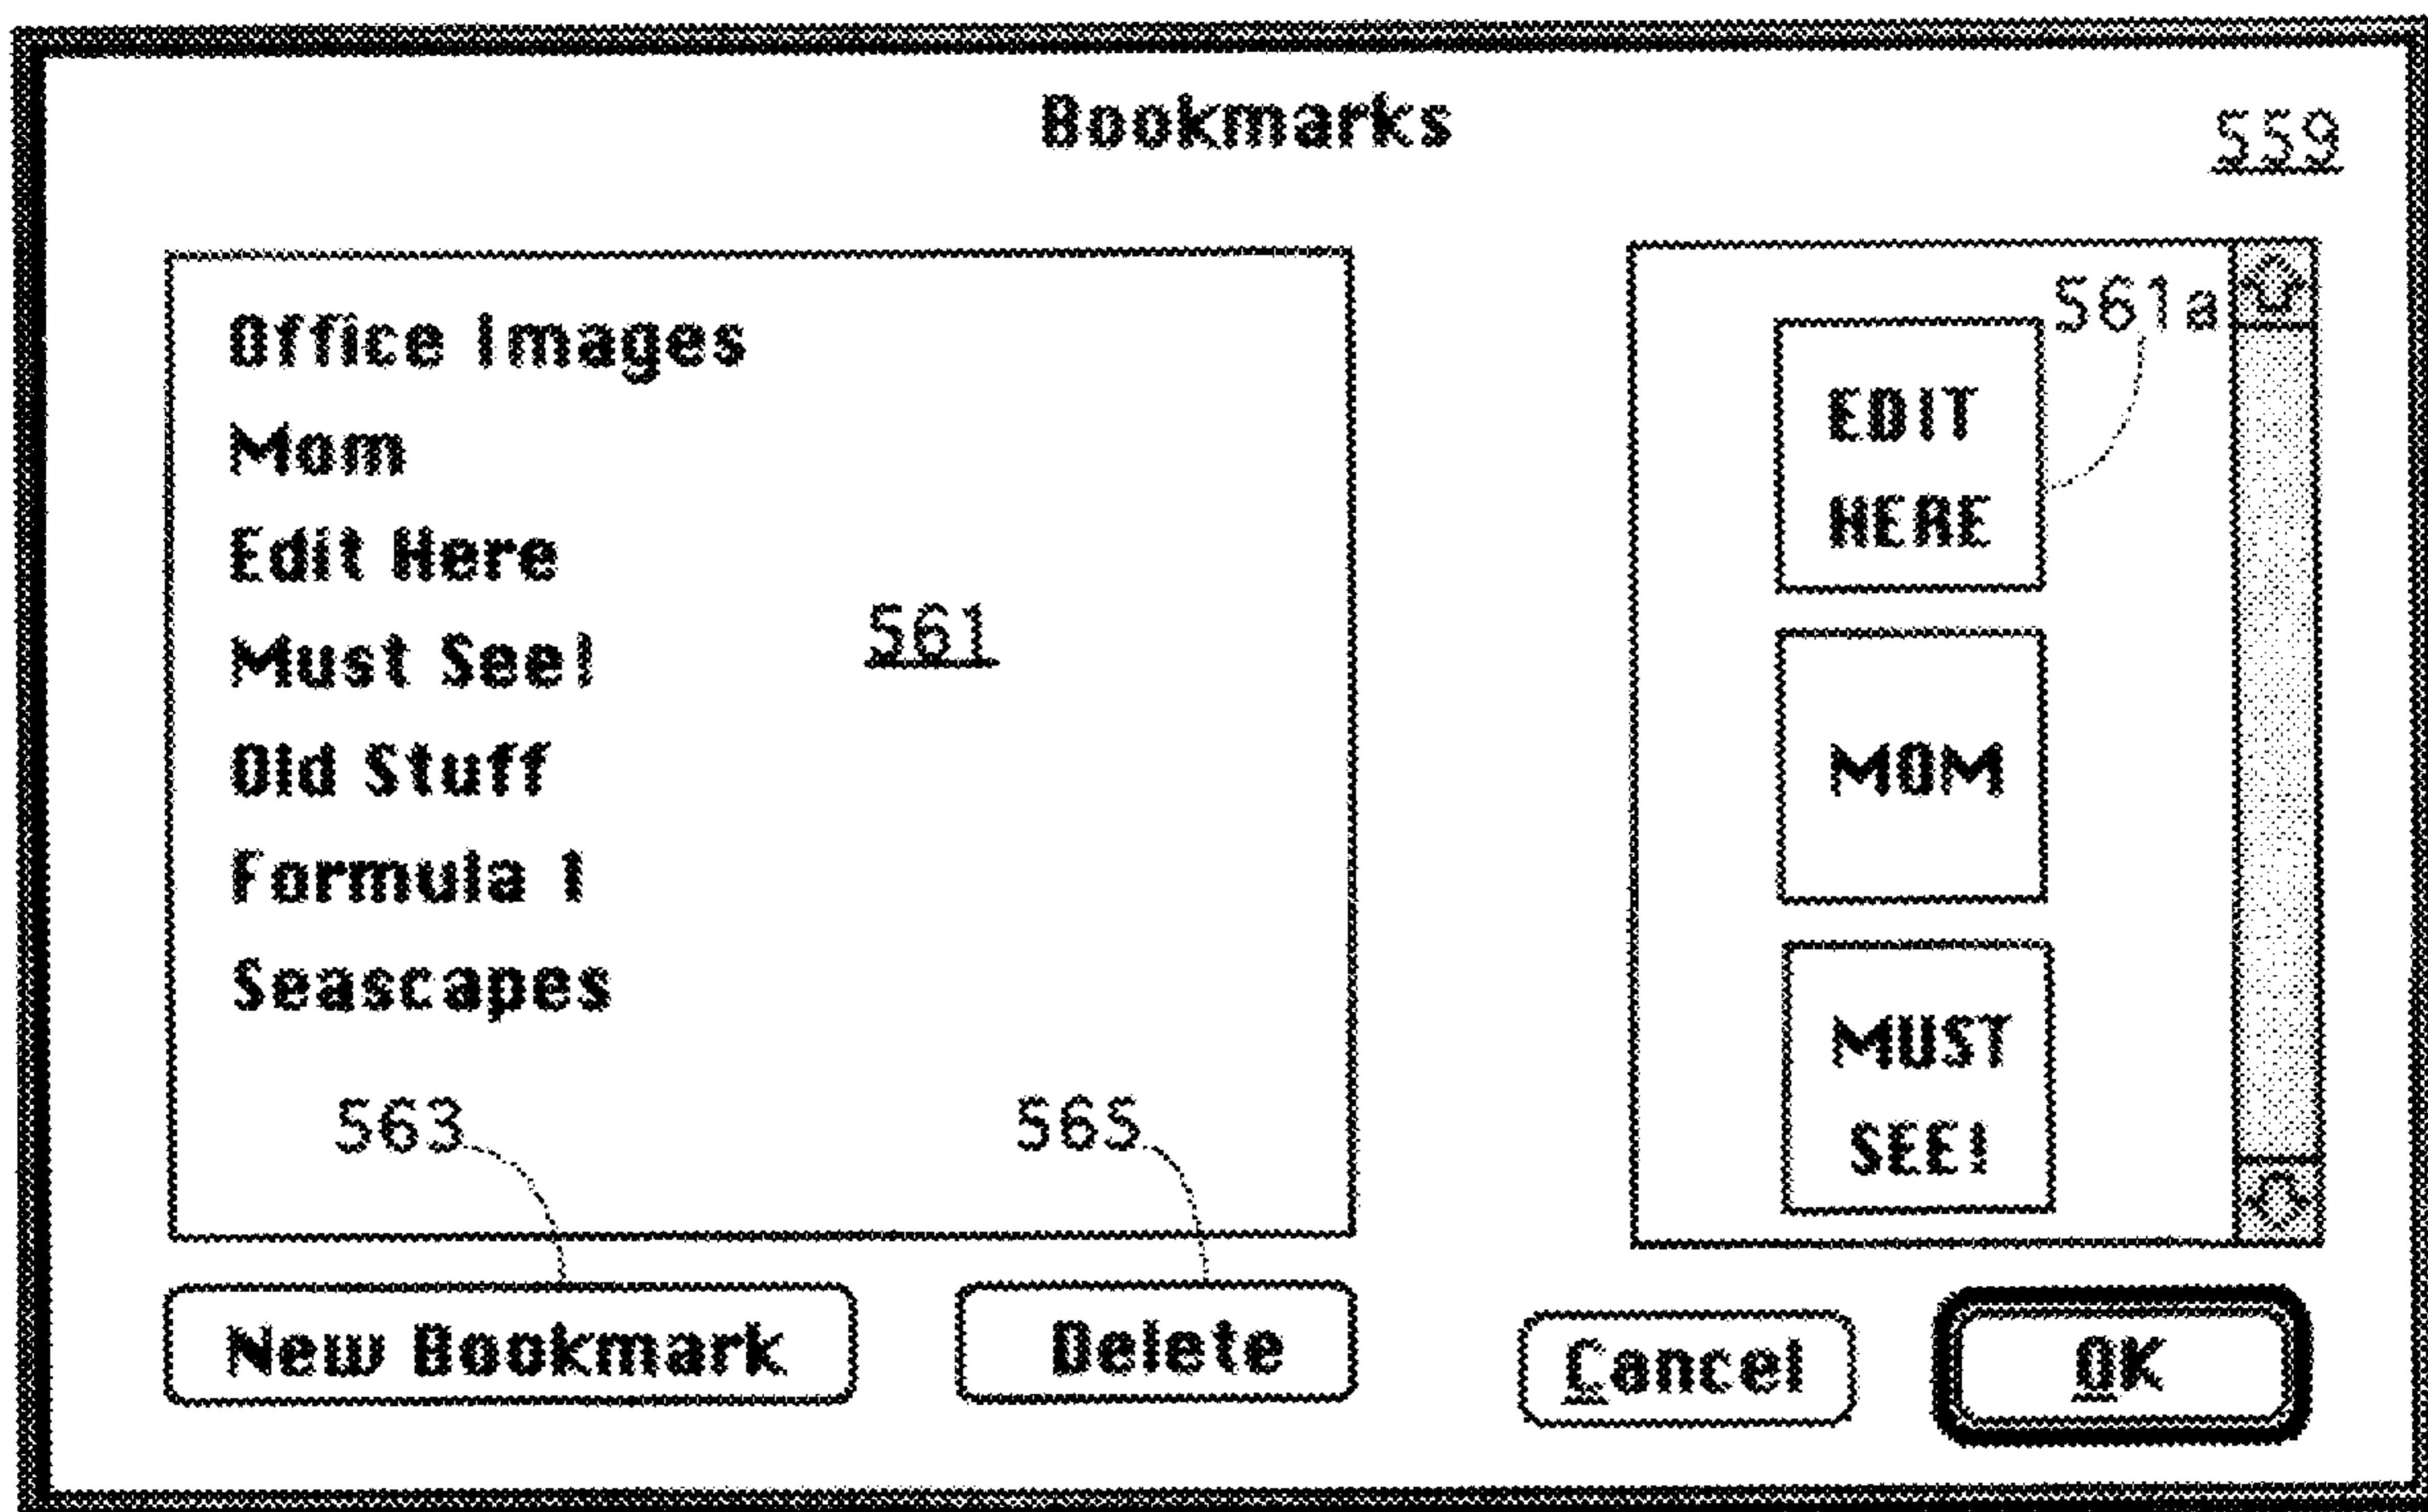 Bookmarks
559
Office Images
Mom
Edit Here
Must See!
Old Stuff
Formula 1
Seascapes
561
563
565
561a
EDIT
HERE
MOM
MUST
SEE!
New Bookmark
Delete
Cancel
OK